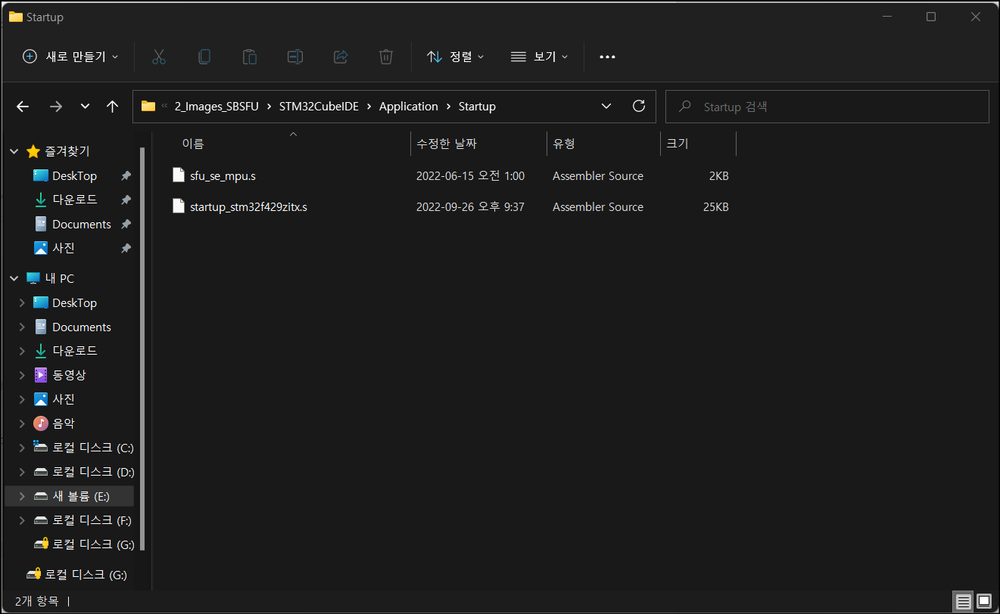 Startup
새로 만들기 정렬 보기
« 2_Images_SBSFU > STM32CubeIDE > Application > Startup Startup 검색
이름 수정한 날짜 유형 크기
sfu_se_mpu.s 2022-06-15 오전 1:00 Assembler Source 2KB
startup_stm32f429zitx.s 2022-09-26 오후 9:37 Assembler Source 25KB
즐겨찾기
DeskTop
다운로드
Documents
사진
내 PC
DeskTop
Documents
다운로드
동영상
사진
음악
로컬 디스크 (C:)
로컬 디스크 (D:)
새 볼륨 (E:)
로컬 디스크 (F:)
로컬 디스크 (G:)
로컬 디스크 (G:)
2개 항목